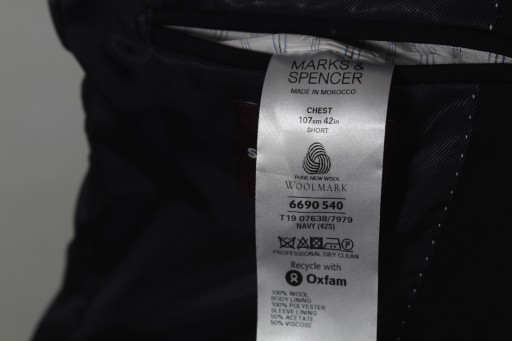 MARKS &
SPENCER
MADE IN MOROCCO
CHEST
107cm 42in
SHORT
PURE NEW WOOL
WOOLMARK
6690 540
T19 07638/7979
NAVY (42S)
P
PROFESSIONAL DRY CLEAN
Recycle with
Oxfam
100% WOOL
BODY LINING
100% POLYESTER
SLEEVE LINING
50% ACETATE
50% VISCOSE